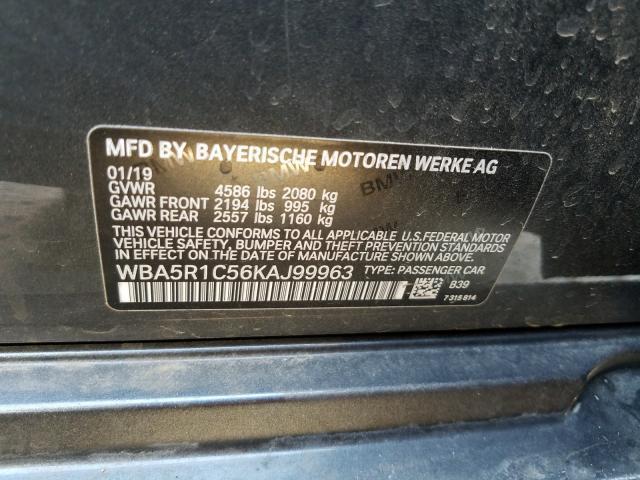 MFD BY BAYERISCHE MOTOREN WERKE AG
01/19
GVWR 4586 lbs 2080 kg
GAWR FRONT 2194 lbs 995 kg
GAWR REAR 2557 lbs 1160 kg
THIS VEHICLE CONFORMS TO ALL APPLICABLE U.S.FEDERAL MOTOR
VEHICLE SAFETY, BUMPER AND THEFT PREVENTION STANDARDS
IN EFFECT ON THE DATE OF MANUFACTURE SHOWN ABOVE.
WBA5R1C56KAJ99963 TYPE: PASSENGER CAR
B39
7315814
BMW
BMW